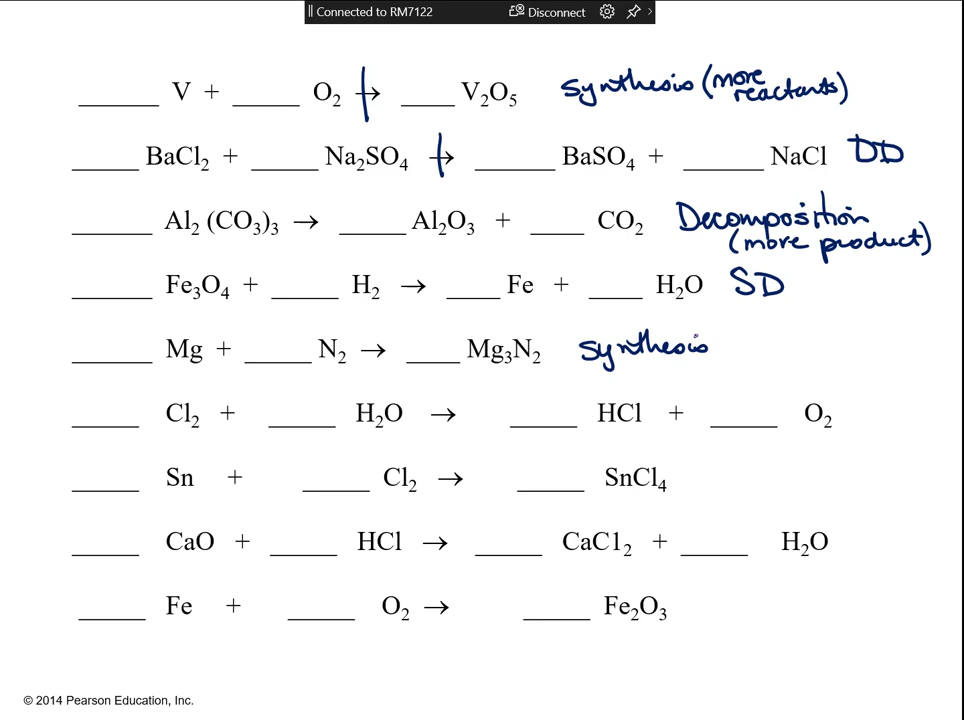 Connected to RM7122 Disconnect
_____ V + _____ O₂ → _____ V₂O₅ Synthesis (more reactants)
_____ BaCl₂ + _____ Na₂SO₄ → _____ BaSO₄ + _____ NaCl DD
_____ Al₂ (CO₃)₃ → _____ Al₂O₃ + _____ CO₂ Decomposition (more product)
_____ Fe₃O₄ + _____ H₂ → _____ Fe + _____ H₂O SD
_____ Mg + _____ N₂ → _____ Mg₃N₂ Synthesis
_____ Cl₂ + _____ H₂O → _____ HCl + _____ O₂
_____ Sn + _____ Cl₂ → _____ SnCl₄
_____ CaO + _____ HCl → _____ CaC1₂ + _____ H₂O
_____ Fe + _____ O₂ → _____ Fe₂O₃
© 2014 Pearson Education, Inc.